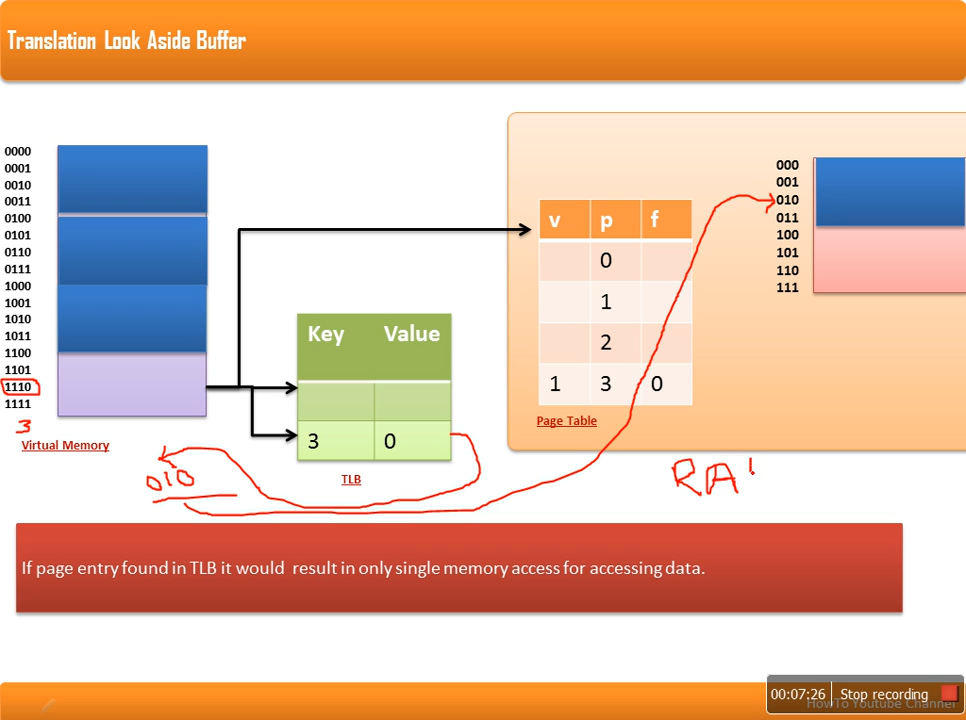 Translation Look Aside Buffer
0000
0001
0010
0011
0100
0101
0110
0111
1000
1001
1010
1011
1100
1101
1110
1111
3
Virtual Memory
010
Key Value
3 0
TLB
v p f
0
1
2
1 3 0
Page Table
000
001
010
011
100
101
110
111
RA
If page entry found in TLB it would result in only single memory access for accessing data.
00:07:26 Stop recording
HowTo Youtube Channel